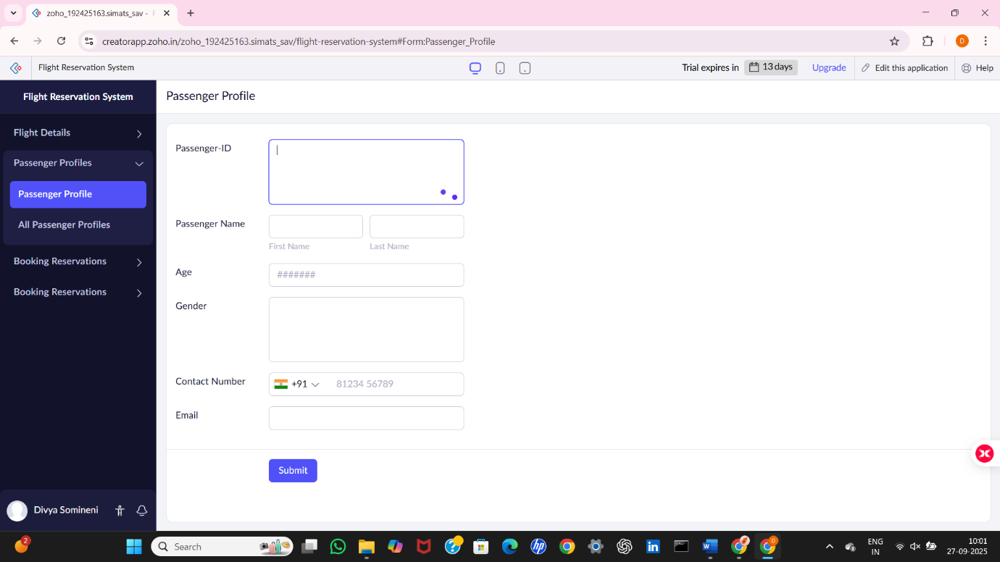 zoho_192425163.simats_sav - F
creatorapp.zoho.in/zoho_192425163.simats_sav/flight-reservation-system#Form:Passenger_Profile
D
Flight Reservation System
Trial expires in 13 days Upgrade Edit this application Help
Flight Reservation System
Flight Details
Passenger Profiles
Passenger Profile
All Passenger Profiles
Booking Reservations
Booking Reservations
Divya Somineni
Passenger Profile
Passenger-ID
Passenger Name
First Name Last Name
Age #######
Gender
Contact Number +91 81234 56789
Email
Submit
2
Search
hp
in
W
D
ENG
IN
10:01
27-09-2025